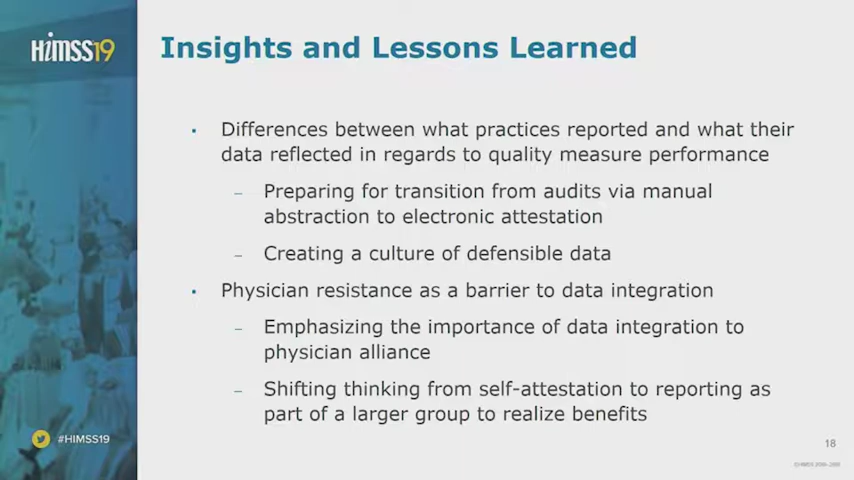 HiMSS19
Insights and Lessons Learned
• Differences between what practices reported and what their
data reflected in regards to quality measure performance
– Preparing for transition from audits via manual
abstraction to electronic attestation
– Creating a culture of defensible data
• Physician resistance as a barrier to data integration
– Emphasizing the importance of data integration to
physician alliance
– Shifting thinking from self-attestation to reporting as
part of a larger group to realize benefits
#HIMSS19
18